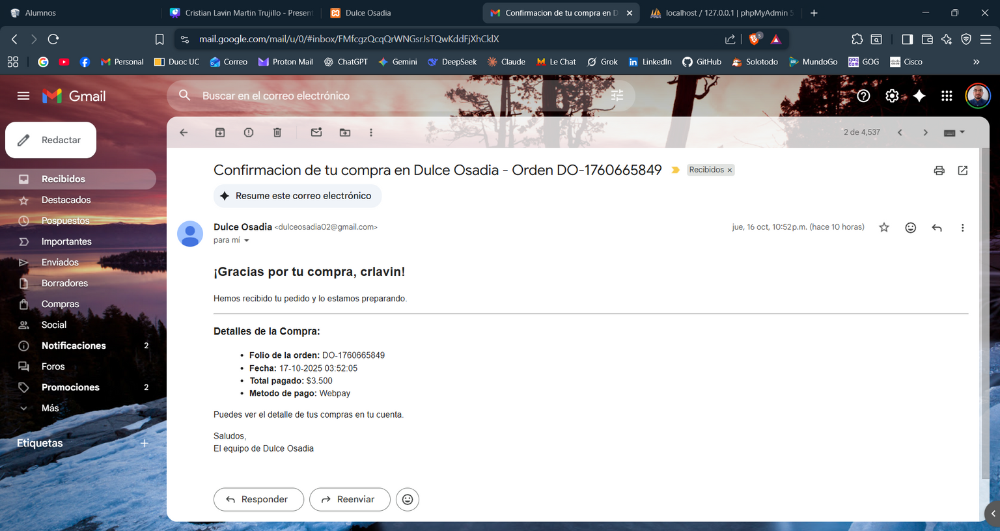 Alumnos
Cristian Lavin Martin Trujillo - Present
Dulce Osadia
Confirmacion de tu compra en D
localhost / 127.0.0.1 | phpMyAdmin 5
mail.google.com/mail/u/0/#inbox/FMfcgzQcqQrWNGsrJsTQwKddFjXhCklX
5
Personal
Duoc UC
Correo
Proton Mail
ChatGPT
Gemini
DeepSeek
Claude
Le Chat
Grok
LinkedIn
GitHub
Solotodo
MundoGo
GOG
Cisco
Gmail
Buscar en el correo electrónico
Redactar
2 de 4,537
Recibidos
Destacados
Pospuestos
Importantes
Enviados
Borradores
Compras
Social
Notificaciones 2
Foros
Promociones 2
Más
Etiquetas
Confirmacion de tu compra en Dulce Osadia - Orden DO-1760665849
Recibidos x
Resume este correo electrónico
Dulce Osadia <dulceosadia02@gmail.com>
jue, 16 oct, 10:52 p.m. (hace 10 horas)
para mí
¡Gracias por tu compra, crlavin!
Hemos recibido tu pedido y lo estamos preparando.
Detalles de la Compra:
• Folio de la orden: DO-1760665849
• Fecha: 17-10-2025 03:52:05
• Total pagado: $3.500
• Metodo de pago: Webpay
Puedes ver el detalle de tus compras en tu cuenta.
Saludos,
El equipo de Dulce Osadia
Responder
Reenviar